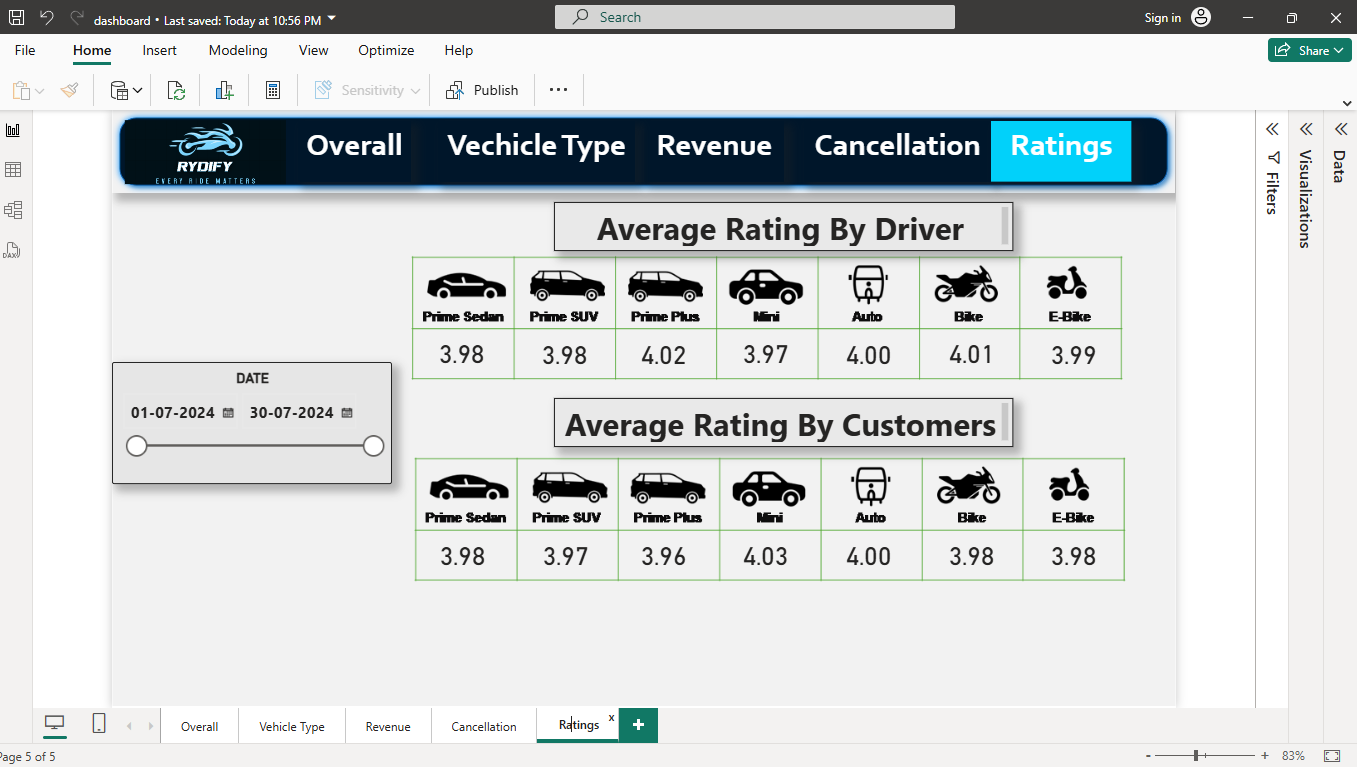 dashboard • Last saved: Today at 10:56 PM
Search
Sign in
File Home Insert Modeling View Optimize Help
Share
Sensitivity
Publish
RYDIFY
EVERY RIDE MATTERS
Overall Vechicle Type Revenue Cancellation Ratings
Filters
Visualizations
Data
DAX
Average Rating By Driver
Prime Sedan Prime SUV Prime Plus Mini Auto Bike E-Bike
3.98 3.98 4.02 3.97 4.00 4.01 3.99
DATE
01-07-2024 30-07-2024
Average Rating By Customers
Prime Sedan Prime SUV Prime Plus Mini Auto Bike E-Bike
3.98 3.97 3.96 4.03 4.00 3.98 3.98
Overall Vehicle Type Revenue Cancellation Ratings x +
Page 5 of 5
- + 83%